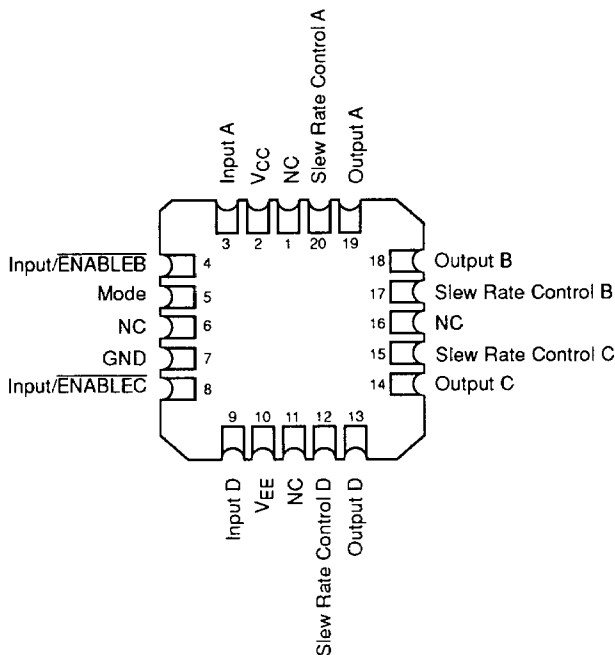 Input A
VCC
NC
Slew Rate Control A
Output A
3
2
1
20
19
Input/ENABLEB
4
Mode
5
NC
6
GND
7
Input/ENABLEC
8
18
Output B
17
Slew Rate Control B
16
NC
15
Slew Rate Control C
14
Output C
9
10
11
12
13
Input D
VEE
NC
Slew Rate Control D
Output D